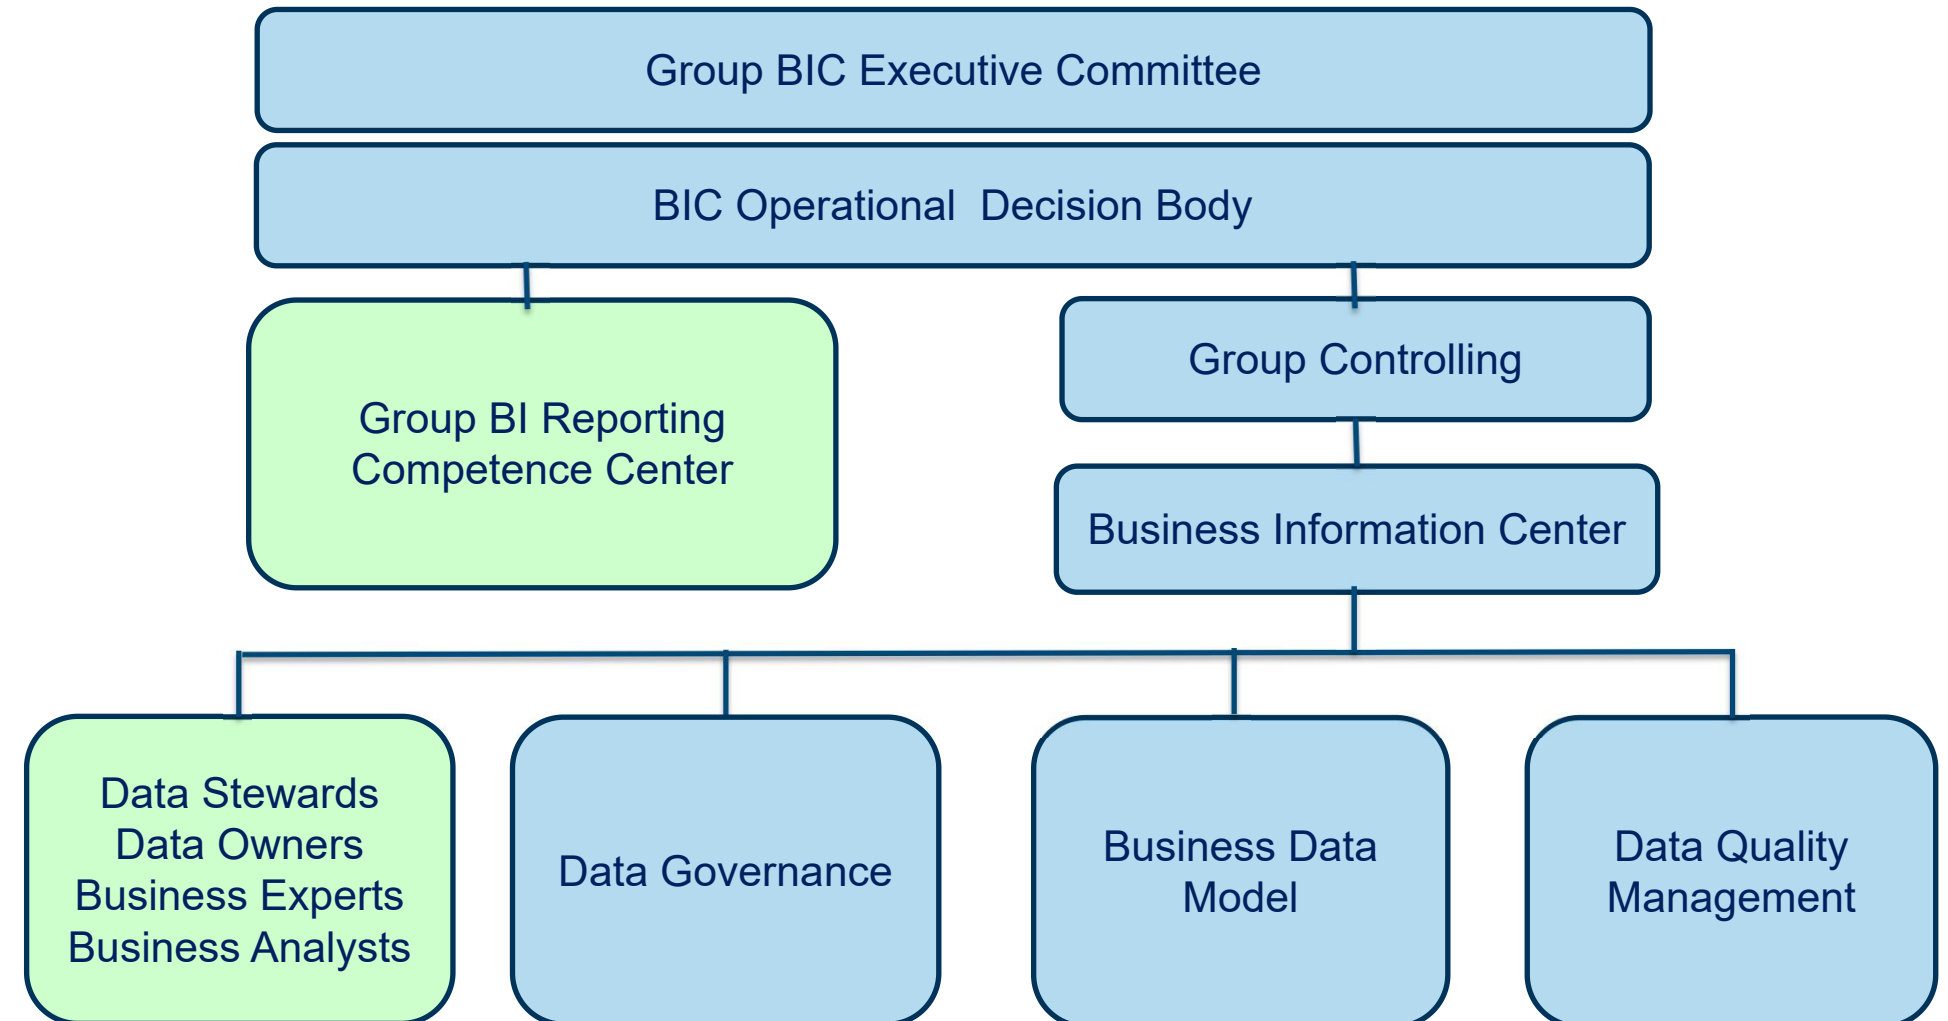 Group BIC Executive Committee
BIC Operational  Decision Body
Group BI Reporting
Competence Center
Group Controlling
Business Information Center
Data Stewards
Data Owners
Business Experts
Business Analysts
Data Governance
Business Data
Model
Data Quality
Management